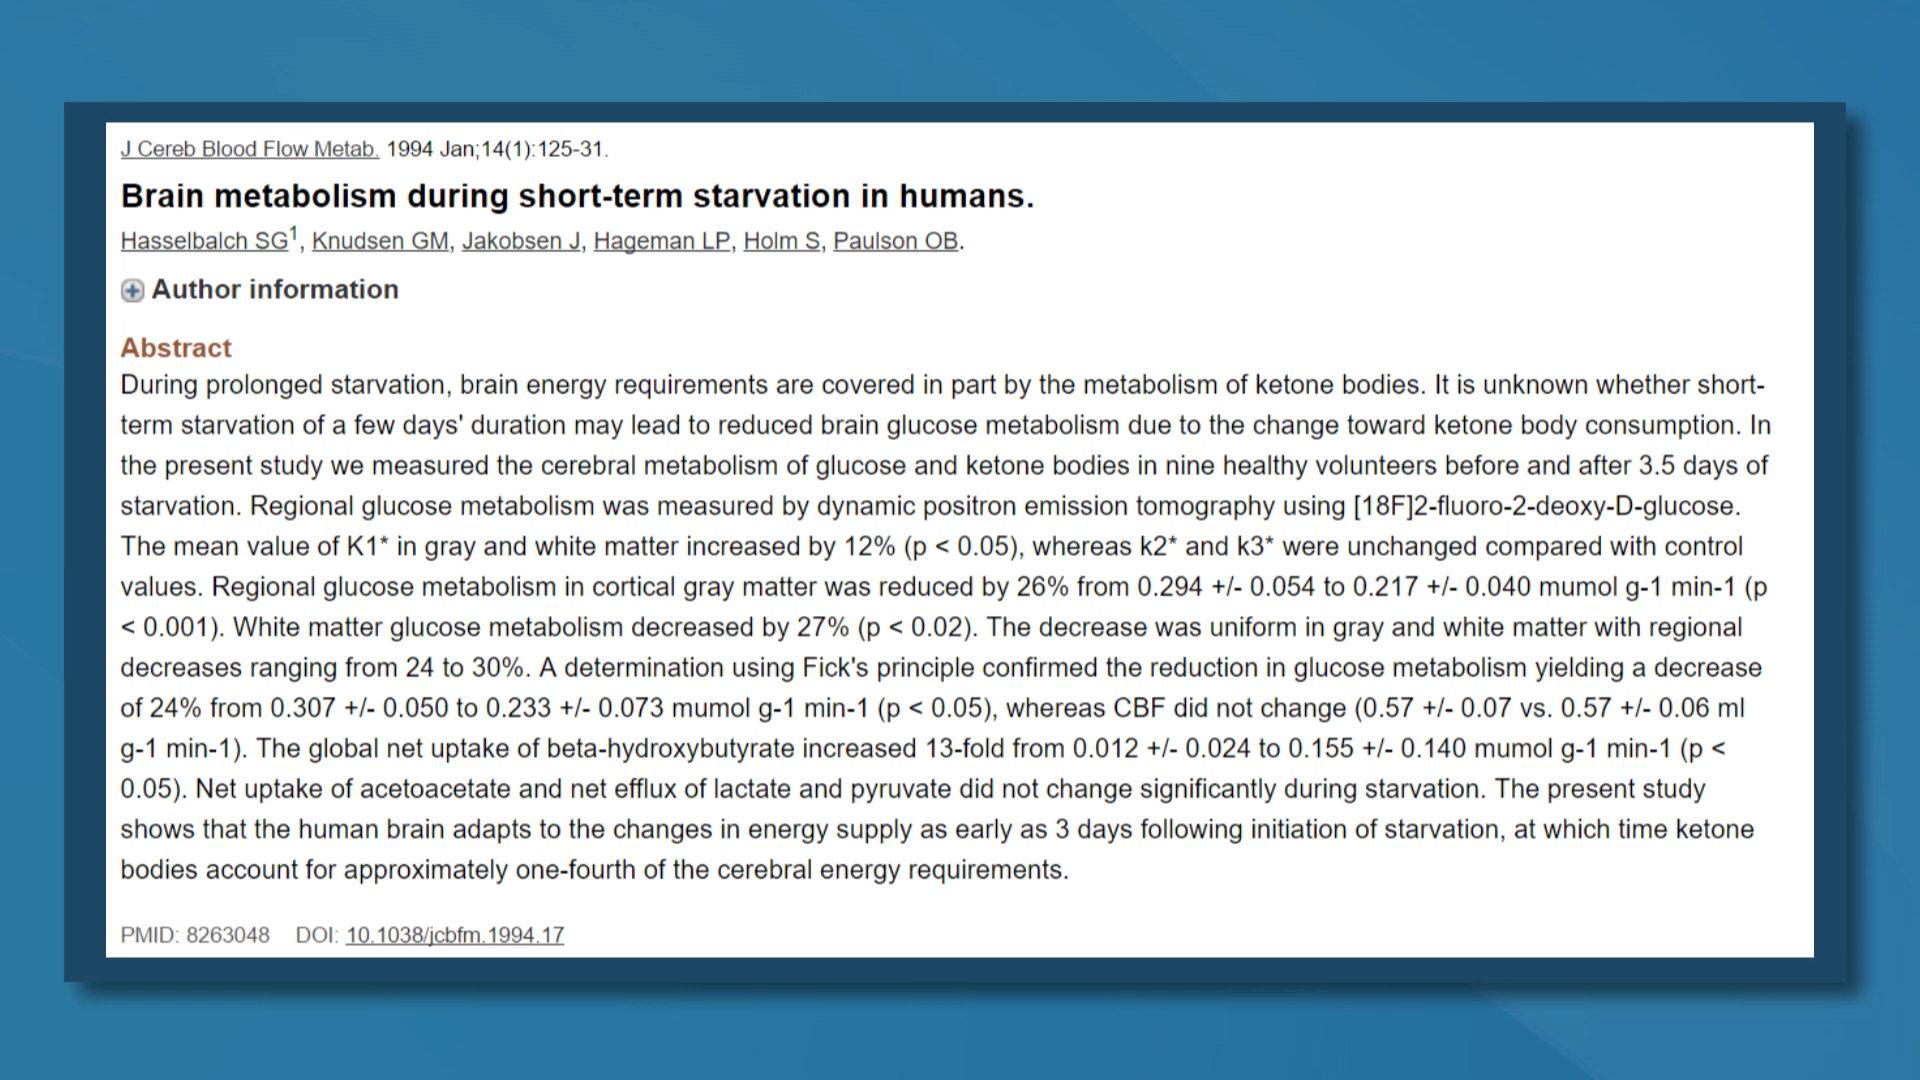 J Cereb Blood Flow Metab. 1994 Jan;14(1):125-31.
Brain metabolism during short-term starvation in humans.
Hasselbalch SG1, Knudsen GM, Jakobsen J, Hageman LP, Holm S, Paulson OB.
Author information
Abstract
During prolonged starvation, brain energy requirements are covered in part by the metabolism of ketone bodies. It is unknown whether short-
term starvation of a few days' duration may lead to reduced brain glucose metabolism due to the change toward ketone body consumption. In
the present study we measured the cerebral metabolism of glucose and ketone bodies in nine healthy volunteers before and after 3.5 days of
starvation. Regional glucose metabolism was measured by dynamic positron emission tomography using [18F]2-fluoro-2-deoxy-D-glucose.
The mean value of K1* in gray and white matter increased by 12% (p < 0.05), whereas k2* and k3* were unchanged compared with control
values. Regional glucose metabolism in cortical gray matter was reduced by 26% from 0.294 +/- 0.054 to 0.217 +/- 0.040 mumol g-1 min-1 (p
< 0.001). White matter glucose metabolism decreased by 27% (p < 0.02). The decrease was uniform in gray and white matter with regional
decreases ranging from 24 to 30%. A determination using Fick's principle confirmed the reduction in glucose metabolism yielding a decrease
of 24% from 0.307 +/- 0.050 to 0.233 +/- 0.073 mumol g-1 min-1 (p < 0.05), whereas CBF did not change (0.57 +/- 0.07 vs. 0.57 +/- 0.06 ml
g-1 min-1). The global net uptake of beta-hydroxybutyrate increased 13-fold from 0.012 +/- 0.024 to 0.155 +/- 0.140 mumol g-1 min-1 (p <
0.05). Net uptake of acetoacetate and net efflux of lactate and pyruvate did not change significantly during starvation. The present study
shows that the human brain adapts to the changes in energy supply as early as 3 days following initiation of starvation, at which time ketone
bodies account for approximately one-fourth of the cerebral energy requirements.
PMID: 8263048 DOI: 10.1038/jcbfm.1994.17